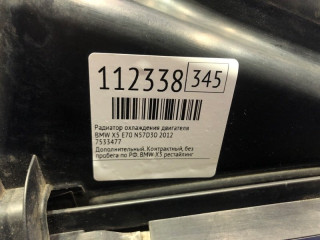 112338 345
Радиатор охлаждения двигателя
BMW X5 E70 N57D30 2012
7533477
Дополнительный, Контрактный, без
пробега по РФ. BMW X5 рестайлинг